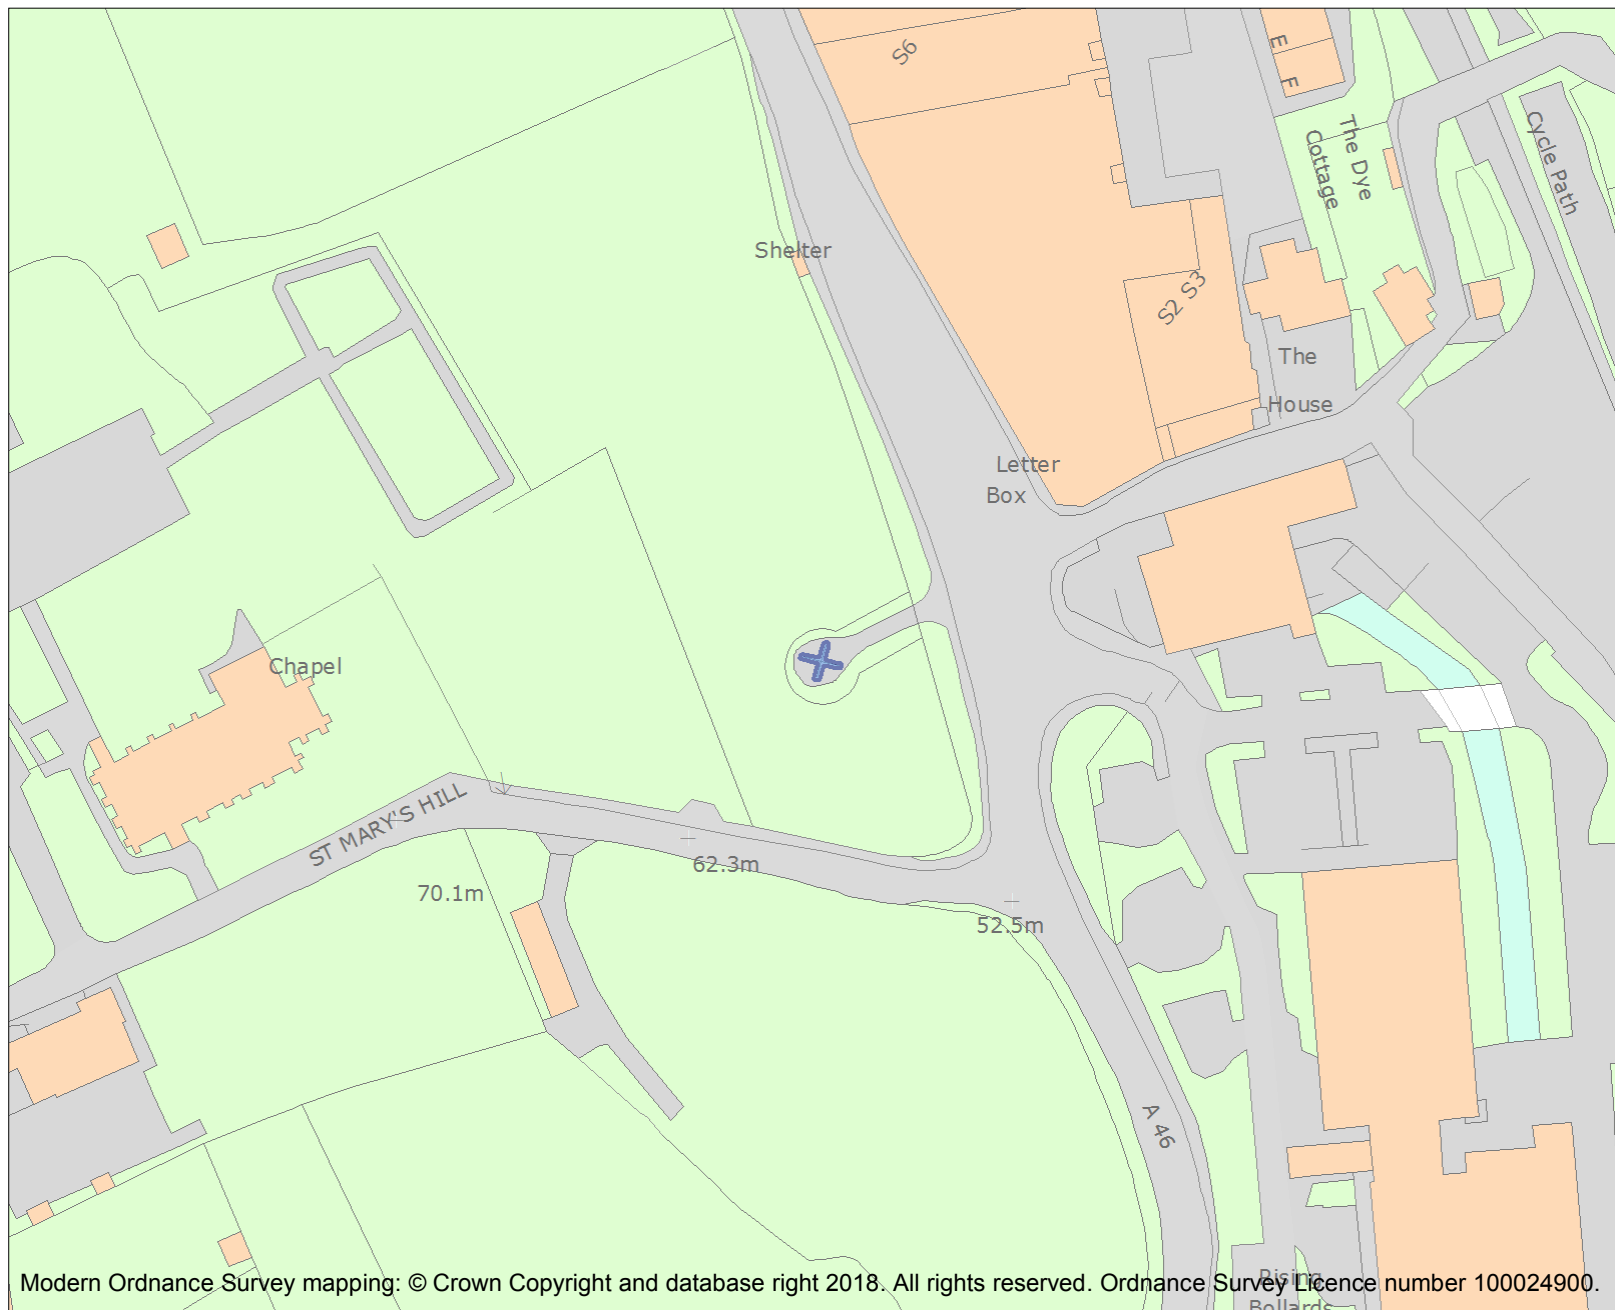 S6
E
F
The Dye
Cottage
Cycle Path
Shelter
S2 S3
The
House
Letter
Box
Chapel
ST MARY'S HILL
62.3m
70.1m
52.5m
A 46
Rising
Bollards
Modern Ordnance Survey mapping: © Crown Copyright and database right 2018. All rights reserved. Ordnance Survey Licence number 100024900.